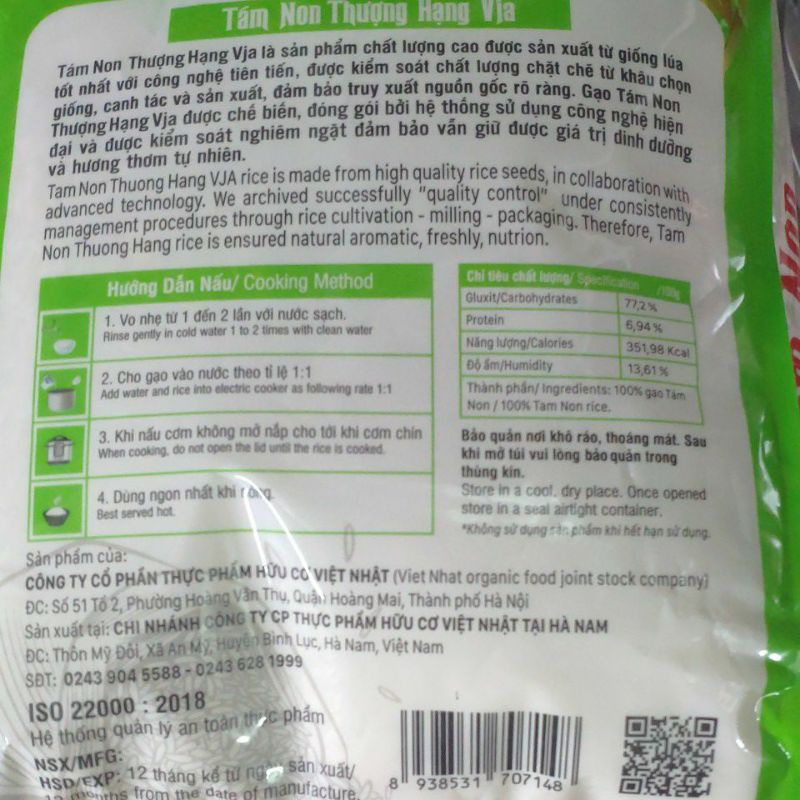 Tám Non Thượng Hạng Vja
Tám Non Thượng Hạng Vja là sản phẩm chất lượng cao được sản xuất từ giống lúa
tốt nhất với công nghệ tiên tiến, được kiểm soát chất lượng chặt chẽ từ khâu chọn
giống, canh tác và sản xuất, đảm bảo truy xuất nguồn gốc rõ ràng. Gạo Tám Non
Thượng Hạng Vja được chế biến, đóng gói bởi hệ thống sử dụng công nghệ hiện
đại và được kiểm soát nghiêm ngặt đảm bảo vẫn giữ được giá trị dinh dưỡng
và hương thơm tự nhiên.
Tam Non Thuong Hang VJA rice is made from high quality rice seeds, in collaboration with
advanced technology. We archived successfully "quality control" under consistently
management procedures through rice cultivation - milling - packaging. Therefore, Tam
Non Thuong Hang rice is ensured natural aromatic, freshly, nutrion.
Hướng Dẫn Nấu/ Cooking Method
1. Vo nhẹ từ 1 đến 2 lần với nước sạch.
Rinse gently in cold water 1 to 2 times with clean water
2. Cho gạo vào nước theo tỉ lệ 1:1
Add water and rice into electric cooker as following rate 1:1
3. Khi nấu cơm không mở nắp cho tới khi cơm chín
When cooking, do not open the lid until the rice is cooked.
4. Dùng ngon nhất khi nóng.
Best served hot.
Chỉ tiêu chất lượng/ Specification /100g
Gluxit/Carbohydrates 77,2%
Protein 6,94%
Năng lượng/Calories 351,98 Kcal
Độ ẩm/Humidity 13,61%
Thành phần/ Ingredients: 100% gạo Tám
Non / 100% Tam Non rice.
Bảo quản nơi khô ráo, thoáng mát. Sau
khi mở túi vui lòng bảo quản trong
thùng kín.
Store in a cool, dry place. Once opened
store in a seal airtight container.
*Không sử dụng sản phẩm khi hết hạn sử dụng.
Sản phẩm của:
CÔNG TY CỔ PHẦN THỰC PHẨM HỮU CƠ VIỆT NHẬT (Viet Nhat organic food joint stock company)
ĐC: Số 51 Tổ 2, Phường Hoàng Văn Thụ, Quận Hoàng Mai, Thành phố Hà Nội
Sản xuất tại: CHI NHÁNH CÔNG TY CP THỰC PHẨM HỮU CƠ VIỆT NHẬT TẠI HÀ NAM
ĐC: Thôn Mỹ Đôi, Xã An Mỹ, Huyện Bình Lục, Hà Nam, Việt Nam
SĐT: 0243 904 5588 - 0243 628 1999
ISO 22000 : 2018
Hệ thống quản lý an toàn thực phẩm
NSX/MFG:
HSD/EXP: 12 tháng kể từ ngày sản xuất/
12 months from the date of manufacture.
8 938531 707148
Non